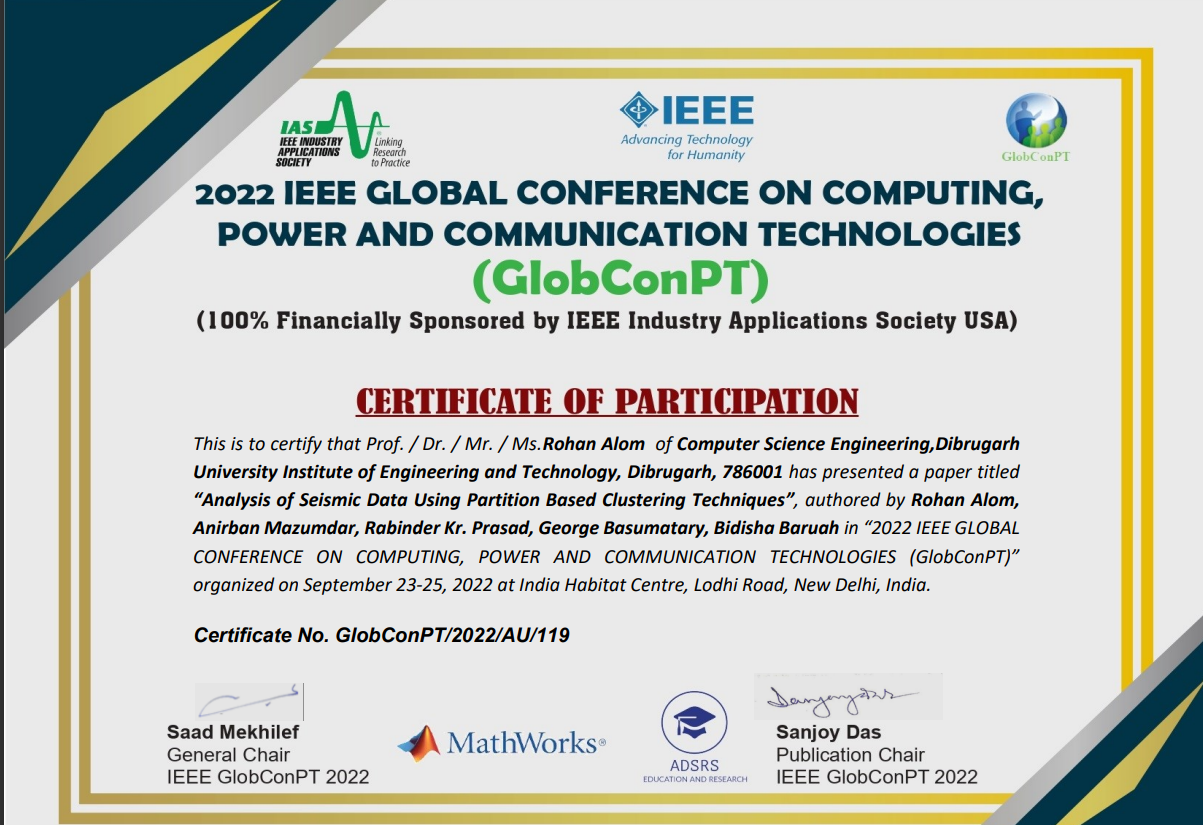 IAS
IEEE INDUSTRY
APPLICATIONS
SOCIETY
®
Linking
Research
to Practice
IEEE
Advancing Technology
for Humanity
GlobConPT
2022 IEEE GLOBAL CONFERENCE ON COMPUTING,
POWER AND COMMUNICATION TECHNOLOGIES
(GlobConPT)
(100% Financially Sponsored by IEEE Industry Applications Society USA)
CERTIFICATE OF PARTICIPATION
This is to certify that Prof. / Dr. / Mr. / Ms.Rohan Alom of Computer Science Engineering,Dibrugarh
University Institute of Engineering and Technology, Dibrugarh, 786001 has presented a paper titled
“Analysis of Seismic Data Using Partition Based Clustering Techniques”, authored by Rohan Alom,
Anirban Mazumdar, Rabinder Kr. Prasad, George Basumatary, Bidisha Baruah in “2022 IEEE GLOBAL
CONFERENCE ON COMPUTING, POWER AND COMMUNICATION TECHNOLOGIES (GlobConPT)”
organized on September 23-25, 2022 at India Habitat Centre, Lodhi Road, New Delhi, India.
Certificate No. GlobConPT/2022/AU/119
Saad Mekhilef
General Chair
IEEE GlobConPT 2022
MathWorks®
ADSRS
EDUCATION AND RESEARCH
Sanjoy Das
Publication Chair
IEEE GlobConPT 2022